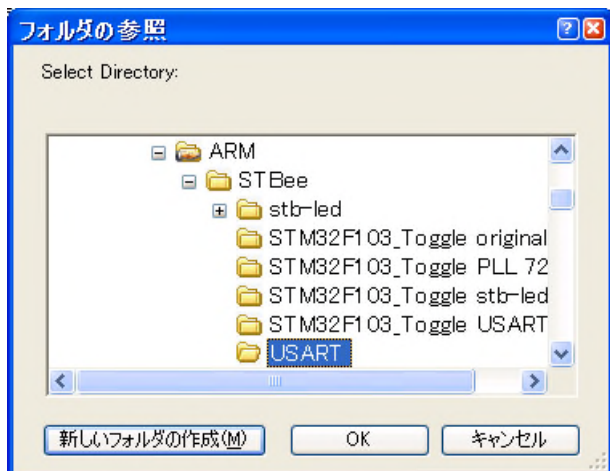 フォルダの参照
Select Directory:
ARM
STBee
stb-led
STM32F103_Toggle original
STM32F103_Toggle PLL 72
STM32F103_Toggle stb-led
STM32F103_Toggle USART
USART
新しいフォルダの作成(M)
OK
キャンセル